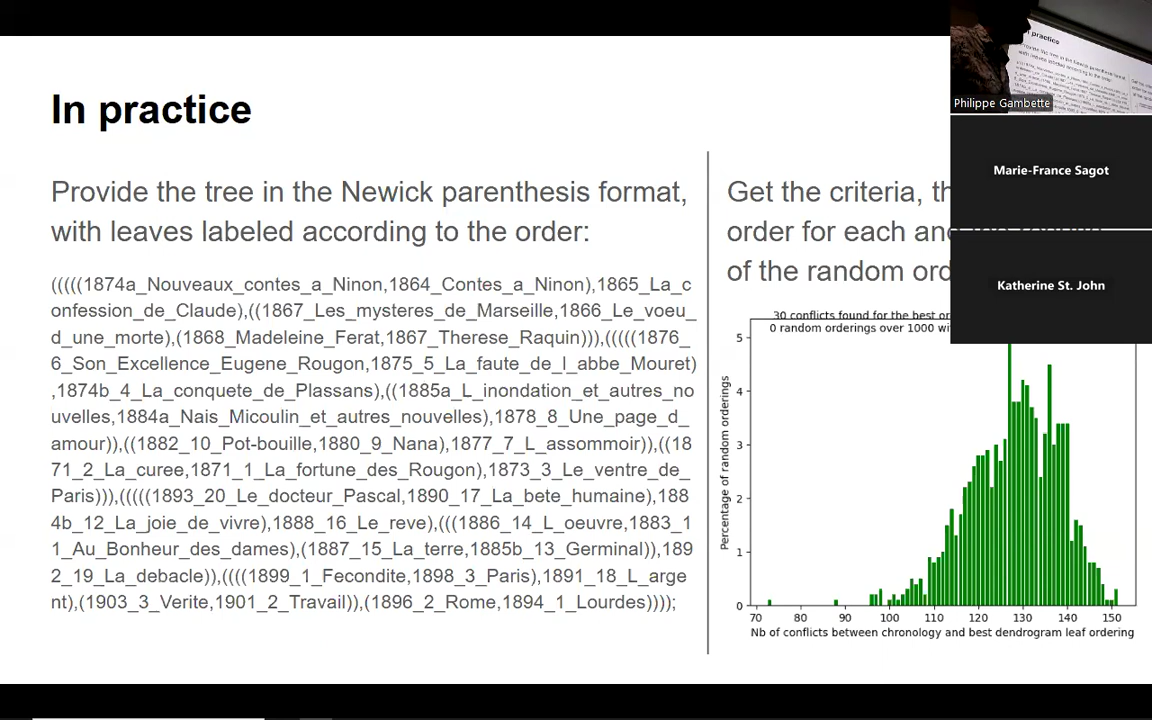 In practice
Provide the tree in the Newick parenthesis format,
with leaves labeled according to the order:
(((((1874a_Nouveaux_contes_a_Ninon,1864_Contes_a_Ninon),1865_La_c
onfession_de_Claude),((1867_Les_mysteres_de_Marseille,1866_Le_voeu_
d_une_morte),(1868_Madeleine_Ferat,1867_Therese_Raquin))),(((((1876_
6_Son_Excellence_Eugene_Rougon,1875_5_La_faute_de_l_abbe_Mouret)
,1874b_4_La_conquete_de_Plassans),((1885a_L_inondation_et_autres_no
uvelles,1884a_Nais_Micoulin_et_autres_nouvelles),1878_8_Une_page_d_
amour)),((1882_10_Pot-bouille,1880_9_Nana),1877_7_L_assommoir)),((18
71_2_La_curee,1871_1_La_fortune_des_Rougon),1873_3_Le_ventre_de_
Paris))),(((((1893_20_Le_docteur_Pascal,1890_17_La_bete_humaine),188
4b_12_La_joie_de_vivre),1888_16_Le_reve),(((1886_14_L_oeuvre,1883_1
1_Au_Bonheur_des_dames),(1887_15_La_terre,1885b_13_Germinal)),189
2_19_La_debacle)),((((1899_1_Fecondite,1898_3_Paris),1891_18_L_arge
nt),(1903_3_Verite,1901_2_Travail)),(1896_2_Rome,1894_1_Lourdes))));
Get the criteria,
order for each
of the random
30 conflicts found for the best
0 random orderings over 1000
Percentage of random orderings
5
4
3
2
1
0
70 80 90 100 110 120 130 140 150
Nb of conflicts between chronology and best dendrogram leaf ordering
In practice
Philippe Gambette
Marie-France Sagot
Katherine St. John